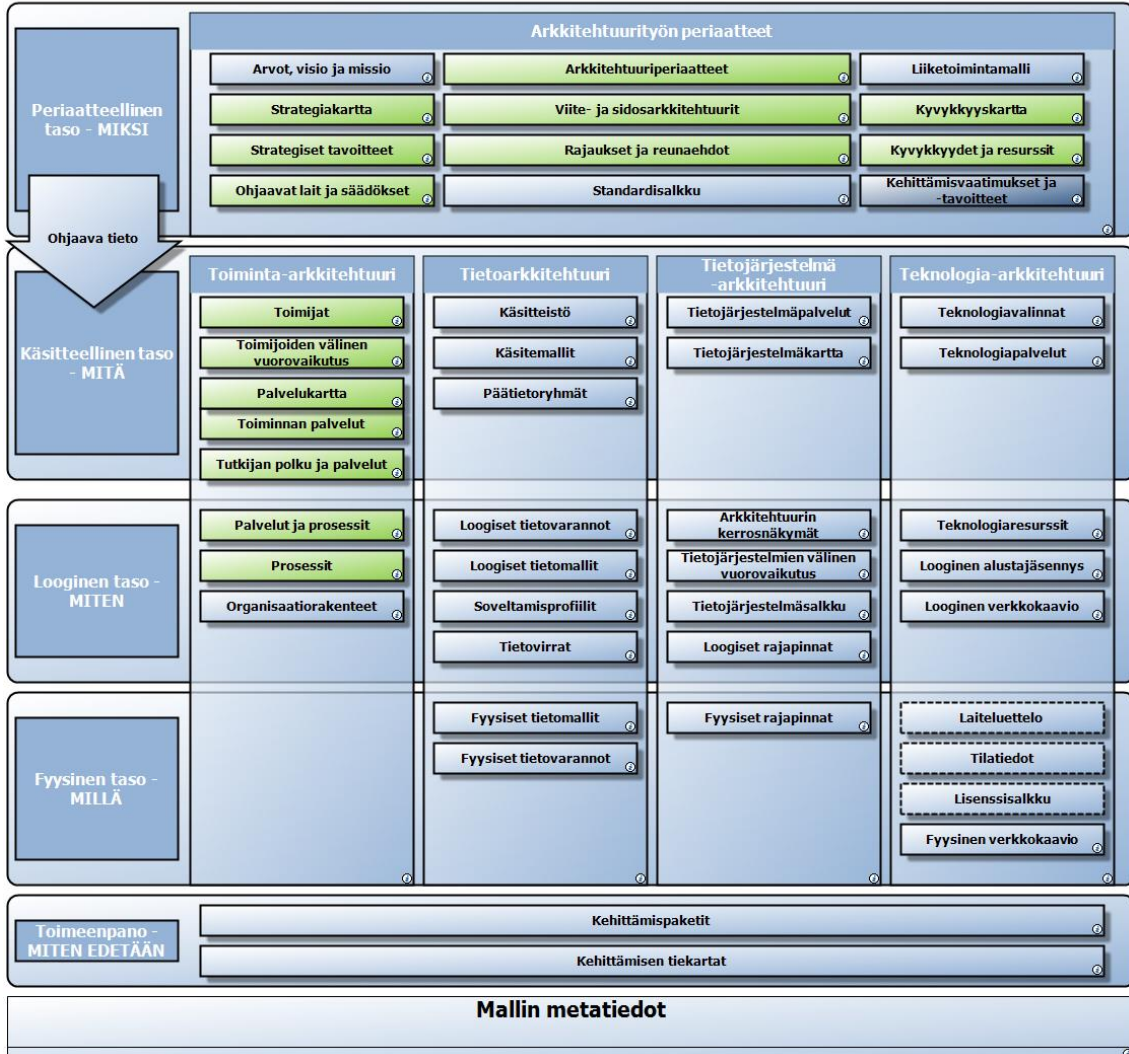 Arkkitehtuurityön periaatteet
Periaatteellinen
taso - MIKSI
Arvot, visio ja missio
Arkkitehtuuriperiaatteet
Liiketoimintamalli
Strategiakartta
Viite- ja sidosarkkitehtuurit
Kyvykkyyskartta
Strategiset tavoitteet
Rajaukset ja reunaehdot
Kyvykkyydet ja resurssit
Ohjaavat lait ja säädökset
Standardisalkku
Kehittämisvaatimukset ja
-tavoitteet
Ohjaava tieto
Käsitteellinen taso
- MITÄ
Toiminta-arkkitehtuuri
Toimijat
Toimijoiden välinen
vuorovaikutus
Palvelukartta
Toiminnan palvelut
Tutkijan polku ja palvelut
Tietoarkkitehtuuri
Käsitteistö
Käsitemallit
Päätietoryhmät
Tietojärjestelmä
-arkkitehtuuri
Tietojärjestelmäpalvelut
Tietojärjestelmäkartta
Teknologia-arkkitehtuuri
Teknologiavalinnat
Teknologiapalvelut
Looginen taso -
MITEN
Palvelut ja prosessit
Prosessit
Organisaatiorakenteet
Loogiset tietovarannot
Loogiset tietomallit
Soveltamisprofiilit
Tietovirrat
Arkkitehtuurin
kerrosnäkymät
Tietojärjestelmien välinen
vuorovaikutus
Tietojärjestelmäsalkku
Loogiset rajapinnat
Teknologiaresurssit
Looginen alustajäsennys
Looginen verkkokaavio
Fyysinen taso -
MILLÄ
Fyysiset tietomallit
Fyysiset tietovarannot
Fyysiset rajapinnat
Laiteluettelo
Tilatiedot
Lisenssisalkku
Fyysinen verkkokaavio
Toimeenpano -
MITEN EDETÄÄN
Kehittämispaketit
Kehittämisen tiekartat
Mallin metatiedot